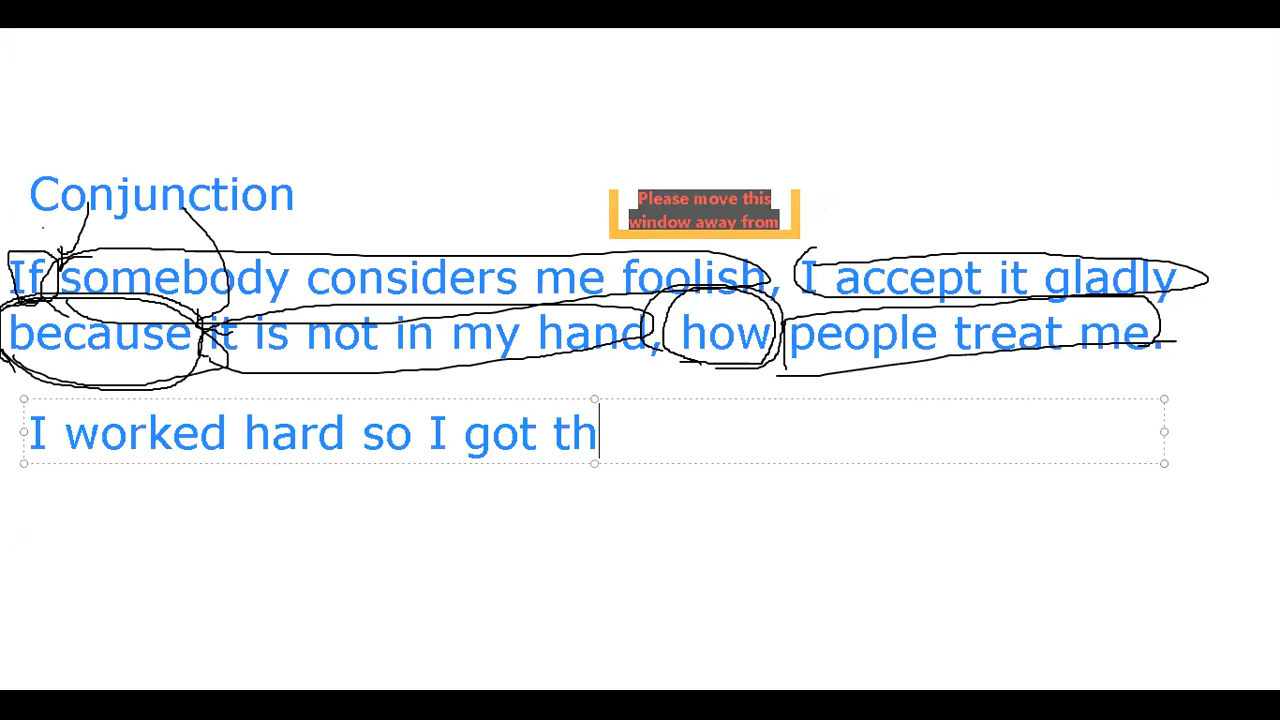 Conjunction
Please move this
window away from
If somebody considers me foolish, I accept it gladly
because it is not in my hand, how people treat me.
I worked hard so I got th